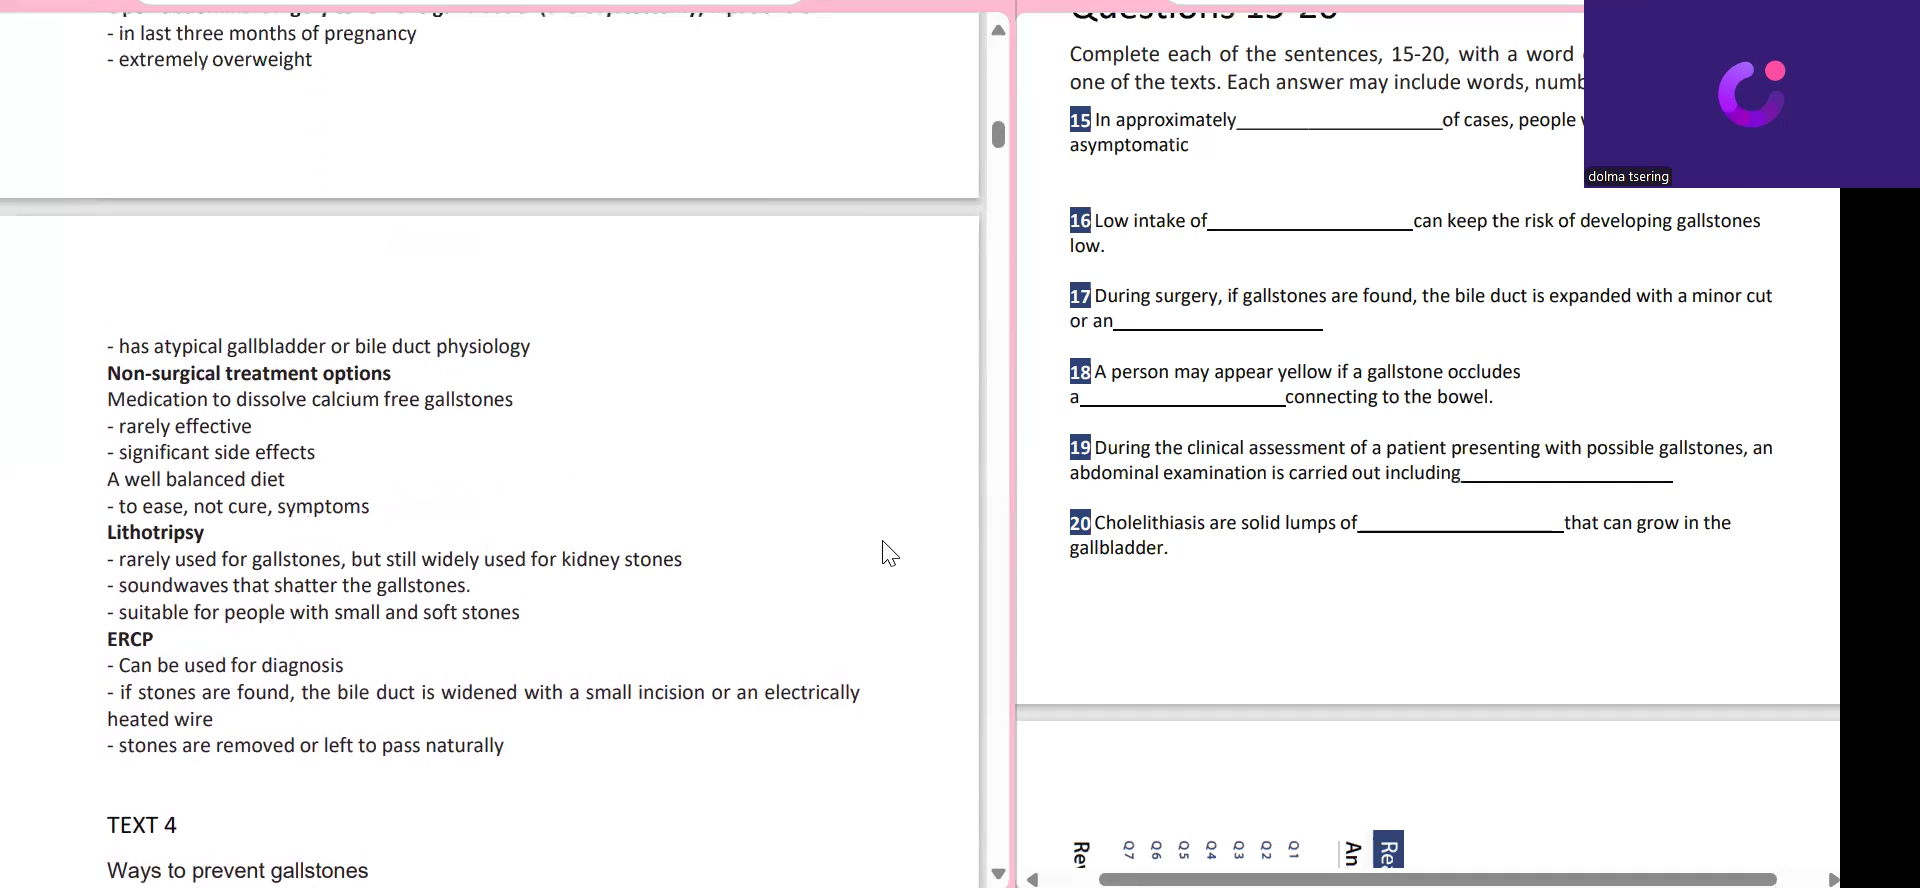 - in last three months of pregnancy
- extremely overweight
- has atypical gallbladder or bile duct physiology
Non-surgical treatment options
Medication to dissolve calcium free gallstones
- rarely effective
- significant side effects
A well balanced diet
- to ease, not cure, symptoms
Lithotripsy
- rarely used for gallstones, but still widely used for kidney stones
- soundwaves that shatter the gallstones.
- suitable for people with small and soft stones
ERCP
- Can be used for diagnosis
- if stones are found, the bile duct is widened with a small incision or an electrically
heated wire
- stones are removed or left to pass naturally
TEXT 4
Ways to prevent gallstones
Questions 15-20
Complete each of the sentences, 15-20, with a word
one of the texts. Each answer may include words,
15 In approximately____________________of cases, people
asymptomatic
16 Low intake of____________________can keep the risk of developing gallstones
low.
17 During surgery, if gallstones are found, the bile duct is expanded with a minor cut
or an____________________
18 A person may appear yellow if a gallstone occludes
a____________________connecting to the bowel.
19 During the clinical assessment of a patient presenting with possible gallstones, an
abdominal examination is carried out including____________________
20 Cholelithiasis are solid lumps of____________________that can grow in the
gallbladder.
Q7
Q6
Q5
Q4
Q3
Q2
Q1
dolma tsering